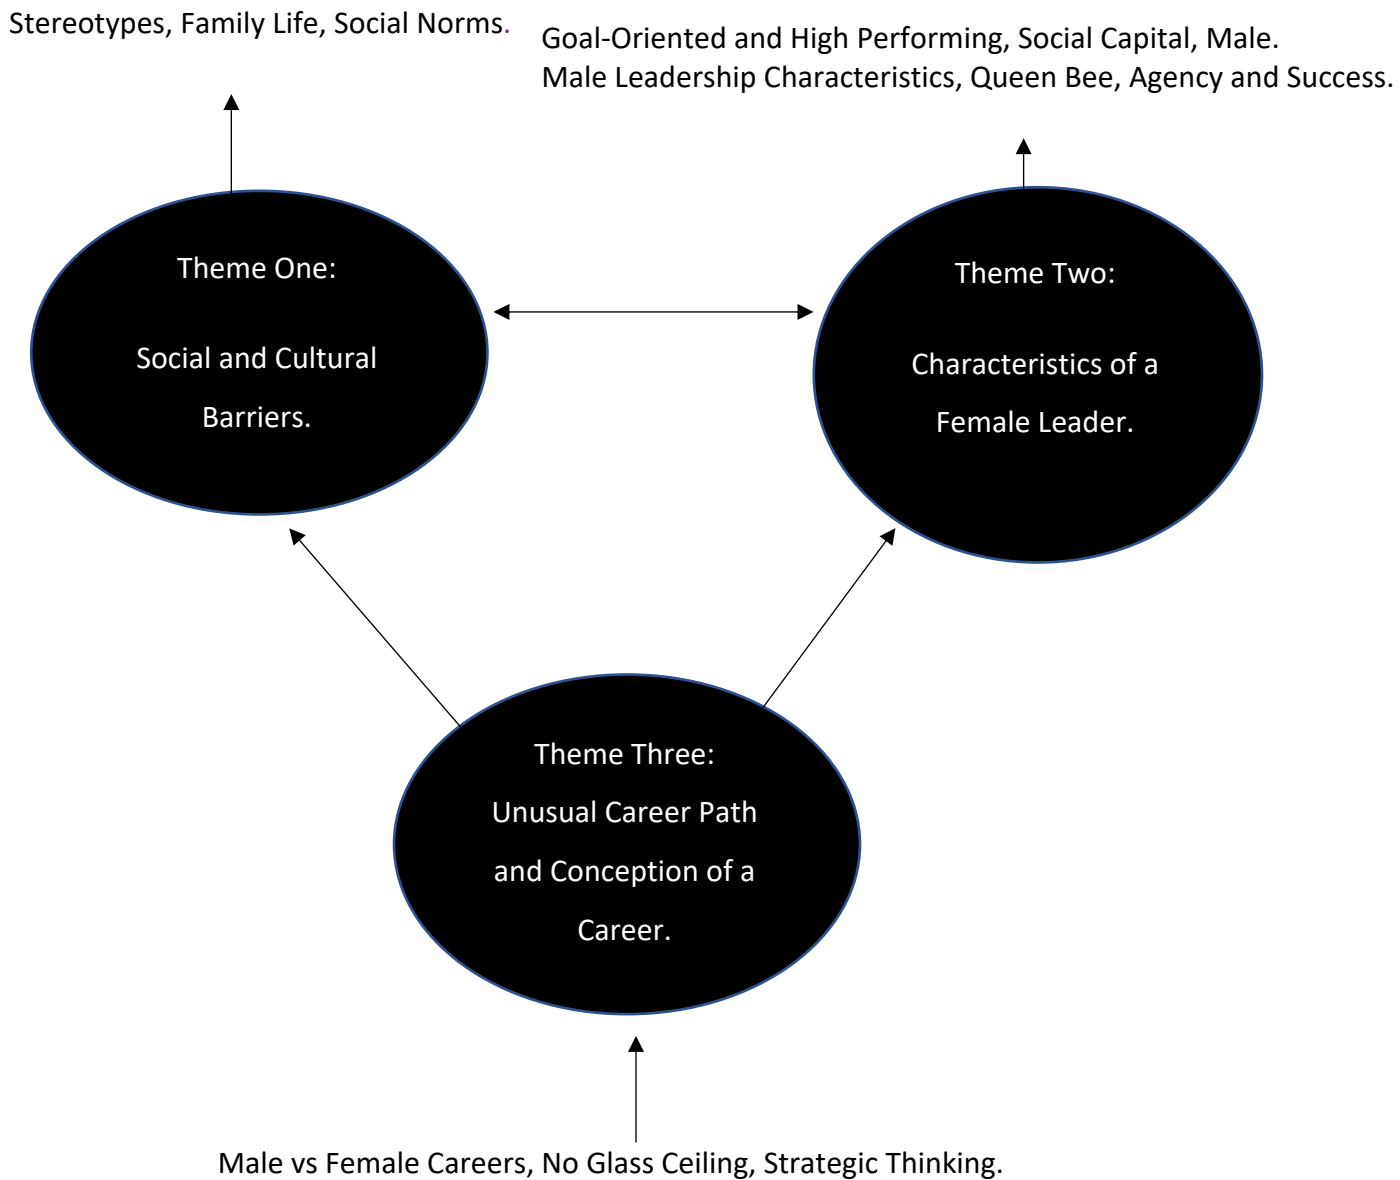 Stereotypes, Family Life, Social Norms.
Goal-Oriented and High Performing, Social Capital, Male.
Male Leadership Characteristics, Queen Bee, Agency and Success.
Theme One:
Social and Cultural
Barriers.
Theme Two:
Characteristics of a
Female Leader.
Theme Three:
Unusual Career Path
and Conception of a
Career.
Male vs Female Careers, No Glass Ceiling, Strategic Thinking.